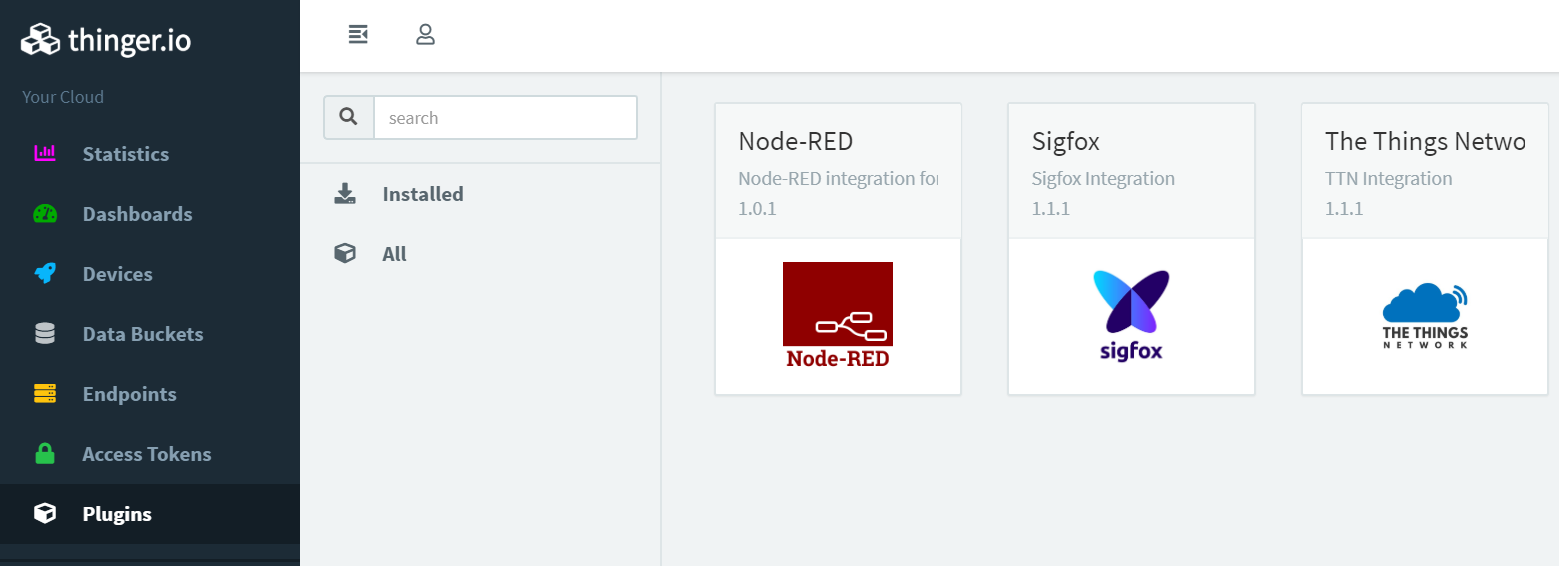 thinger.io
Your Cloud
Statistics
Dashboards
Devices
Data Buckets
Endpoints
Access Tokens
Plugins
search
Installed
All
Node-RED
Node-RED integration for
1.0.1
Node-RED
Sigfox
Sigfox Integration
1.1.1
sigfox
The Things Netwo
TTN Integration
1.1.1
THE THINGS
NETWORK